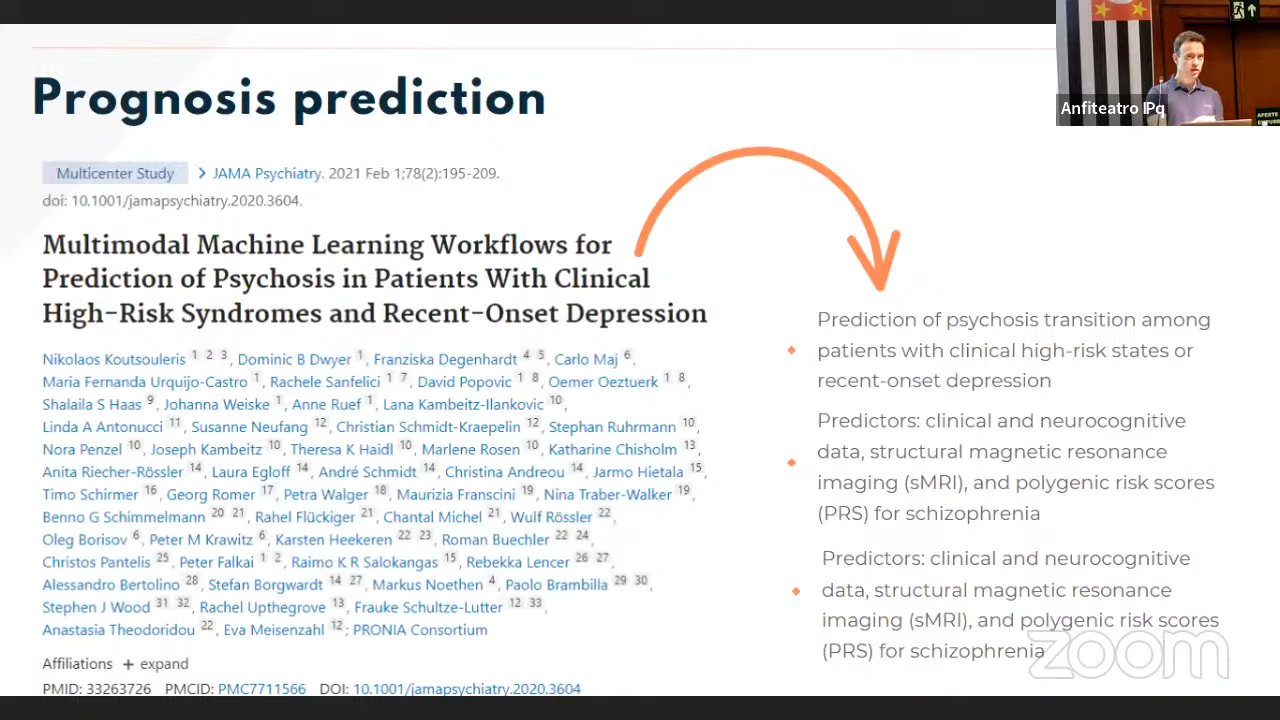 Prognosis prediction
Multicenter Study > JAMA Psychiatry. 2021 Feb 1;78(2):195-209.
doi: 10.1001/jamapsychiatry.2020.3604.
Multimodal Machine Learning Workflows for
Prediction of Psychosis in Patients With Clinical
High-Risk Syndromes and Recent-Onset Depression
Nikolaos Koutsouleris 1 2 3, Dominic B Dwyer 1, Franziska Degenhardt 4 5, Carlo Maj 6,
Maria Fernanda Urquijo-Castro 1, Rachele Sanfelici 1 7, David Popovic 1 8, Oemer Oeztuerk 1 8,
Shalaila S Haas 9, Johanna Weiske 1, Anne Ruef 1, Lana Kambeitz-Ilankovic 10,
Linda A Antonucci 11, Susanne Neufang 12, Christian Schmidt-Kraepelin 12, Stephan Ruhrmann 10,
Nora Penzel 10, Joseph Kambeitz 10, Theresa K Haidl 10, Marlene Rosen 10, Katharine Chisholm 13,
Anita Riecher-Rössler 14, Laura Egloff 14, André Schmidt 14, Christina Andreou 14, Jarmo Hietala 15,
Timo Schirmer 16, Georg Romer 17, Petra Walger 18, Maurizia Franscini 19, Nina Traber-Walker 19,
Benno G Schimmelmann 20 21, Rahel Flückiger 21, Chantal Michel 21, Wulf Rössler 22,
Oleg Borisov 6, Peter M Krawitz 6, Karsten Heekeren 22 23, Roman Buechler 22 24,
Christos Pantelis 25, Peter Falkai 1 2, Raimo K R Salokangas 15, Rebekka Lencer 26 27,
Alessandro Bertolino 28, Stefan Borgwardt 14 27, Markus Noethen 4, Paolo Brambilla 29 30,
Stephen J Wood 31 32, Rachel Upthegrove 13, Frauke Schultze-Lutter 12 33,
Anastasia Theodoridou 22, Eva Meisenzahl 12; PRONIA Consortium
Affiliations + expand
PMID: 33263726 PMCID: PMC7711566 DOI: 10.1001/jamapsychiatry.2020.3604
Prediction of psychosis transition among
patients with clinical high-risk states or
recent-onset depression
Predictors: clinical and neurocognitive
data, structural magnetic resonance
imaging (sMRI), and polygenic risk scores
(PRS) for schizophrenia
Predictors: clinical and neurocognitive
data, structural magnetic resonance
imaging (sMRI), and polygenic risk scores
(PRS) for schizophrenia
zoom
Anfiteatro IPq
APERTE